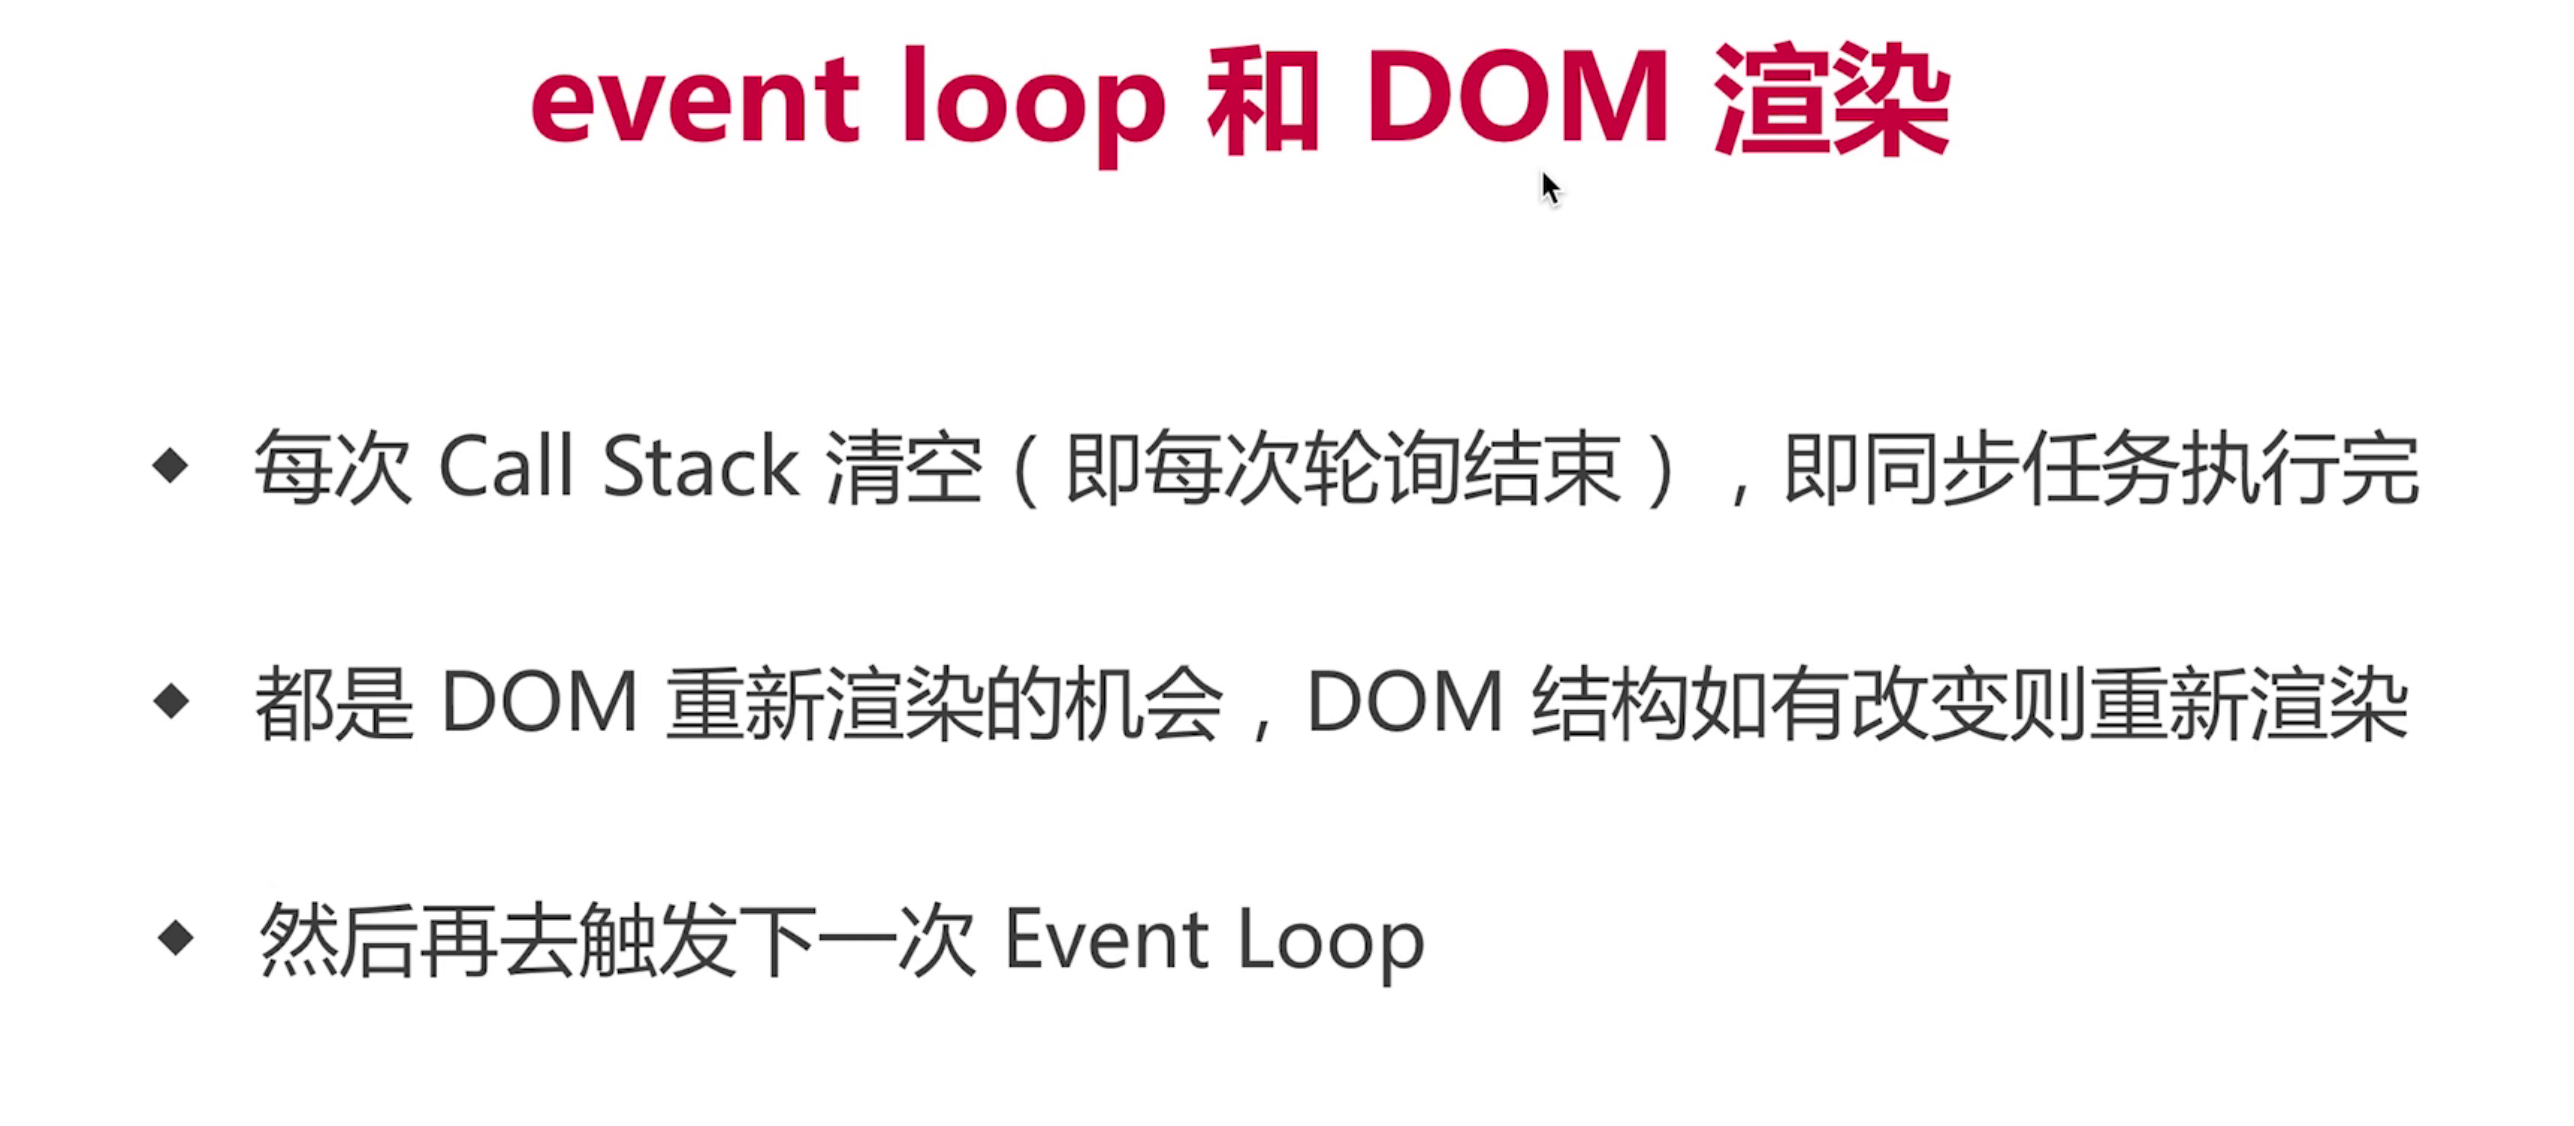 event loop 和 DOM 渲染
◆ 每次 Call Stack 清空（即每次轮询结束），即同步任务执行完
◆ 都是 DOM 重新渲染的机会，DOM 结构如有改变则重新渲染
◆ 然后再去触发下一次 Event Loop